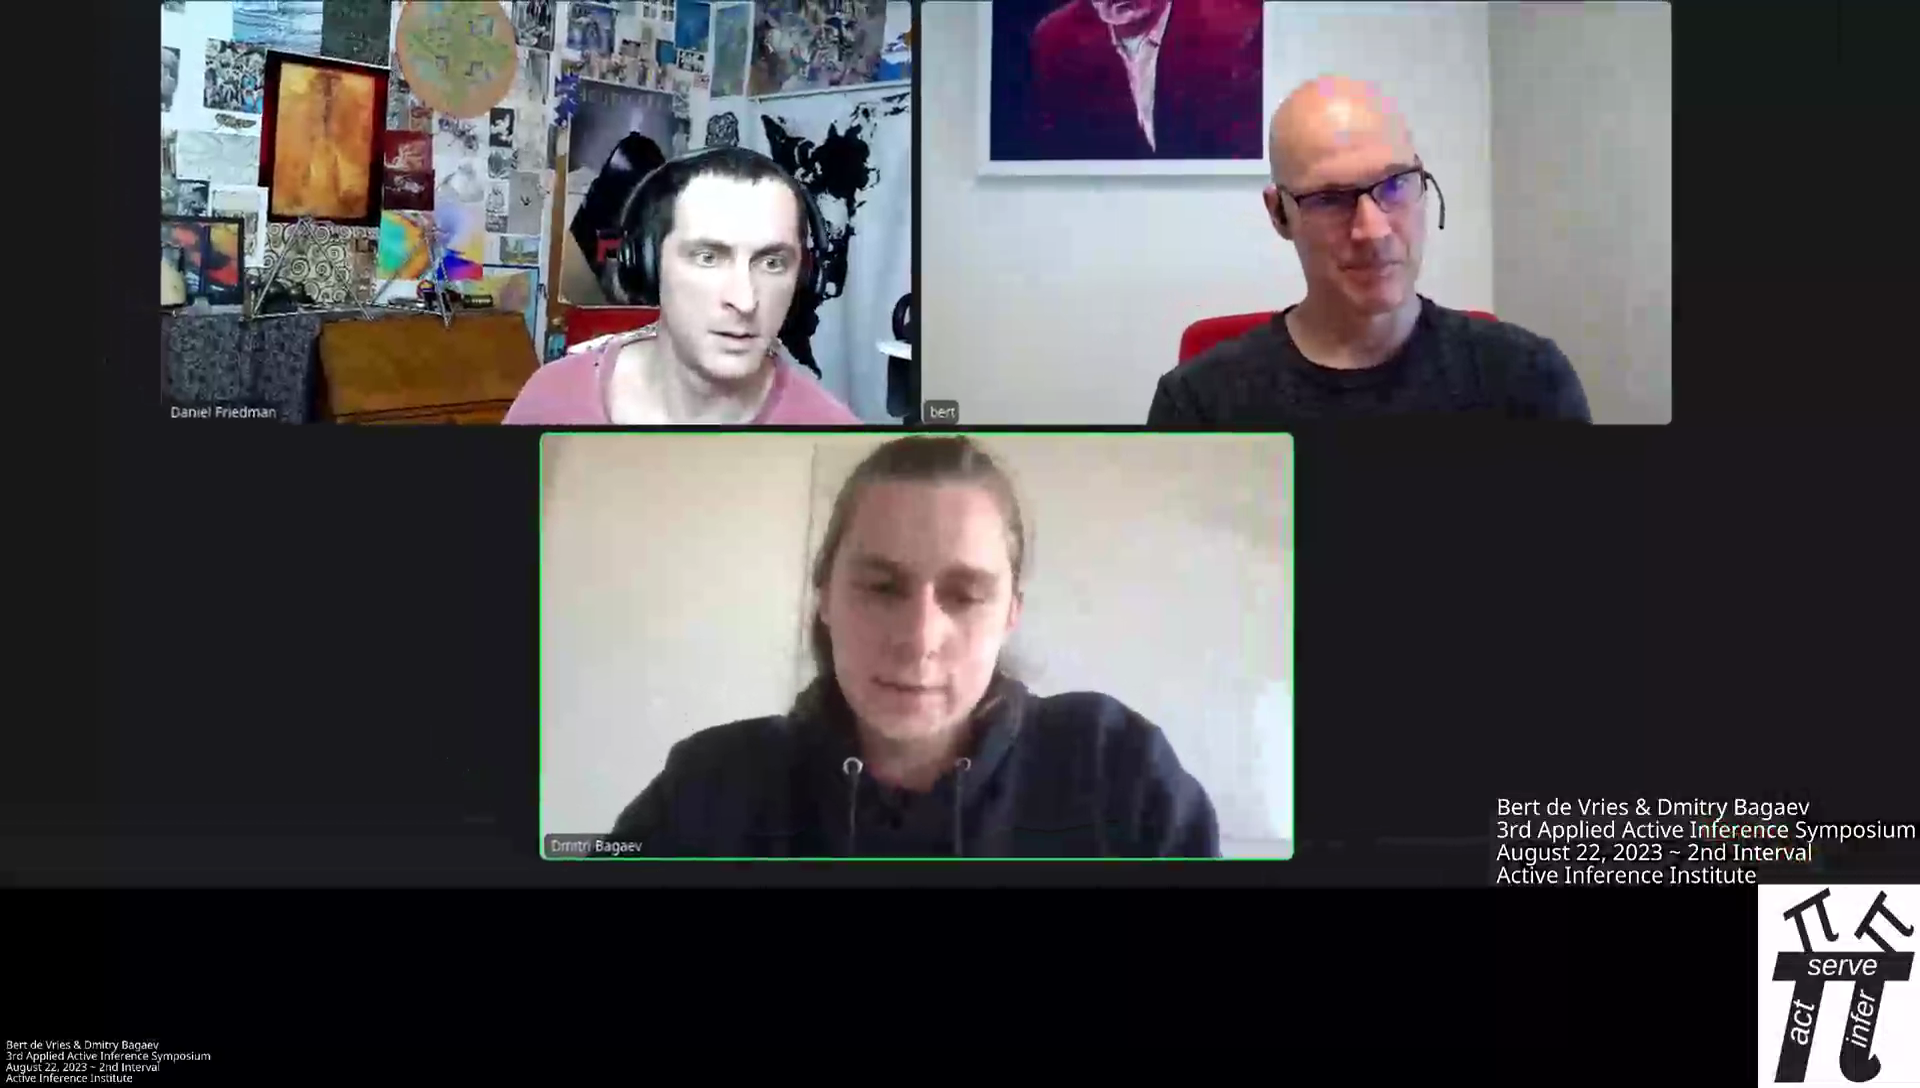 Daniel Friedman
bert
Dmitri Bagaev
Bert de Vries & Dmitry Bagaev
3rd Applied Active Inference Symposium
August 22, 2023 ~ 2nd Interval
Active Inference Institute
serve
act
infer
Bert de Vries & Dmitry Bagaev
3rd Applied Active Inference Symposium
August 22, 2023 ~ 2nd Interval
Active Inference Institute